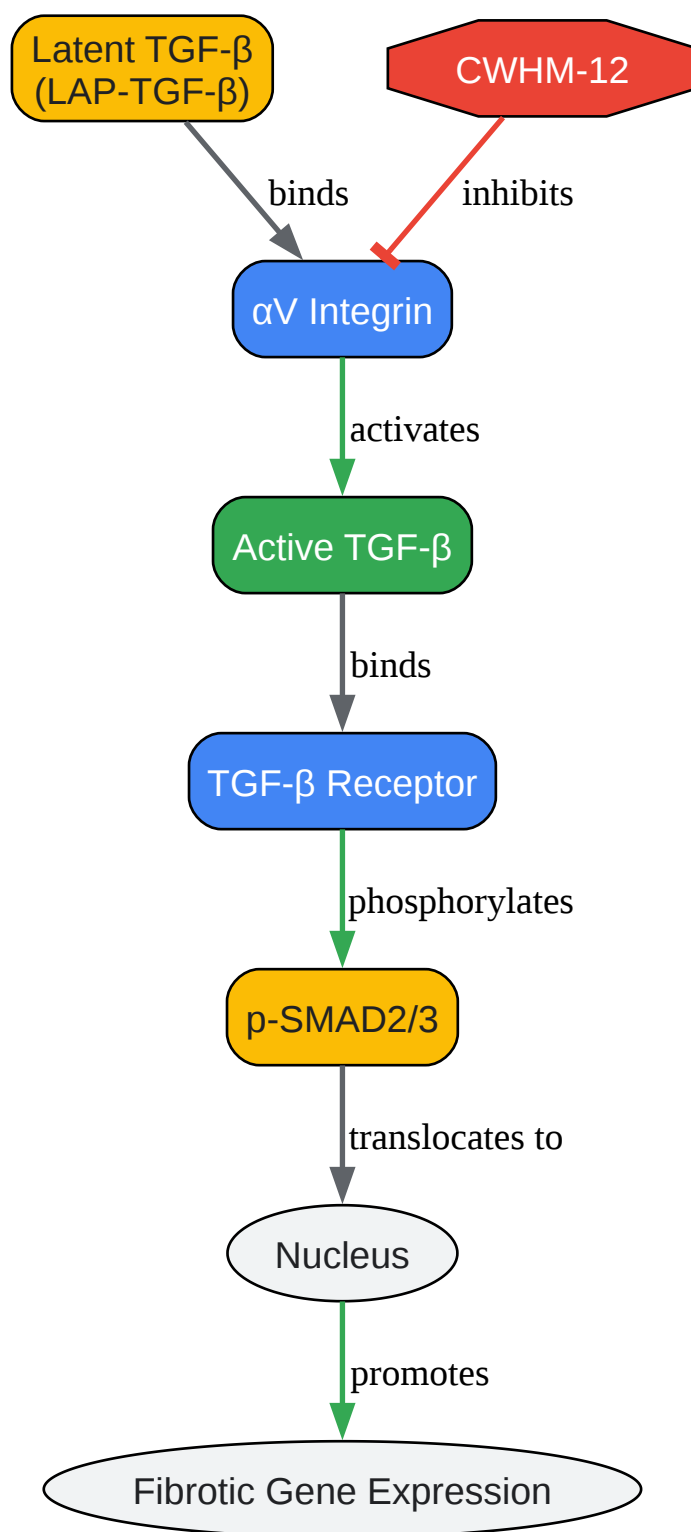 Latent TGF-β
(LAP-TGF-β)
CWHM-12
binds
inhibits
αV Integrin
activates
Active TGF-β
binds
TGF-β Receptor
phosphorylates
p-SMAD2/3
translocates to
Nucleus
promotes
Fibrotic Gene Expression